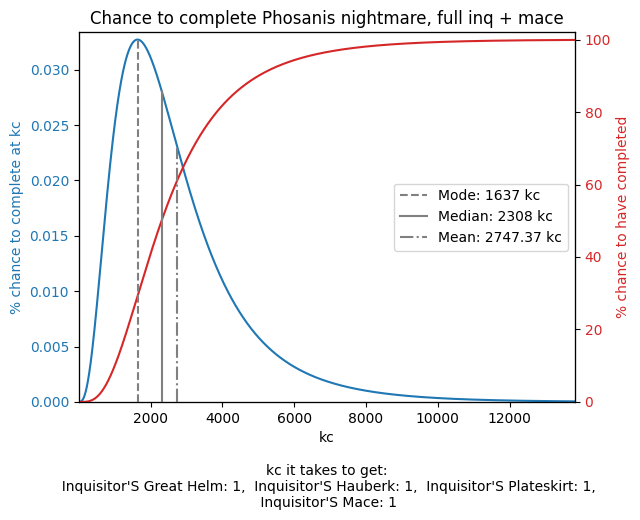 Chance to complete Phosanis nightmare, full inq + mace
% chance to complete at kc
0.030
0.025
0.020
0.015
0.010
0.005
0.000
100
80
60
40
20
0
% chance to have completed
Mode: 1637 kc
Median: 2308 kc
Mean: 2747.37 kc
2000 4000 6000 8000 10000 12000
kc
kc it takes to get:
Inquisitor'S Great Helm: 1, Inquisitor'S Hauberk: 1, Inquisitor'S Plateskirt: 1,
Inquisitor'S Mace: 1